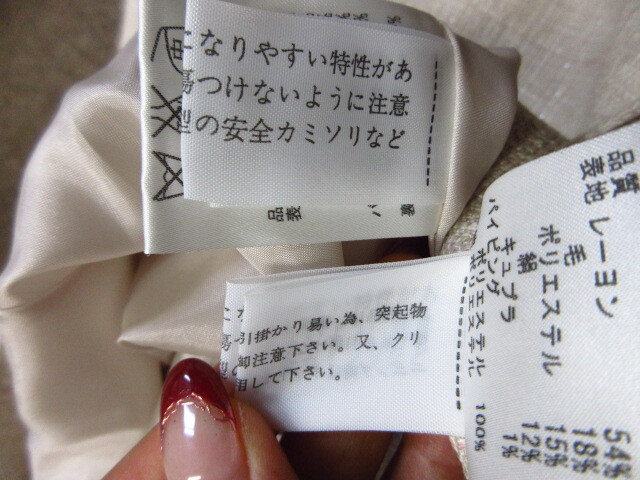 になりやすい特性があ
傷つけないように注意
型の安全カミソリなど
品表
引掛かり易い為、突起物
御注意下さい。又、クリ
用して下さい。
品質
表地
レーヨン
毛
ポリエステル
綿
キュプラ
パイピング
ポリエステル
54%
18%
15%
12%
1%
100%